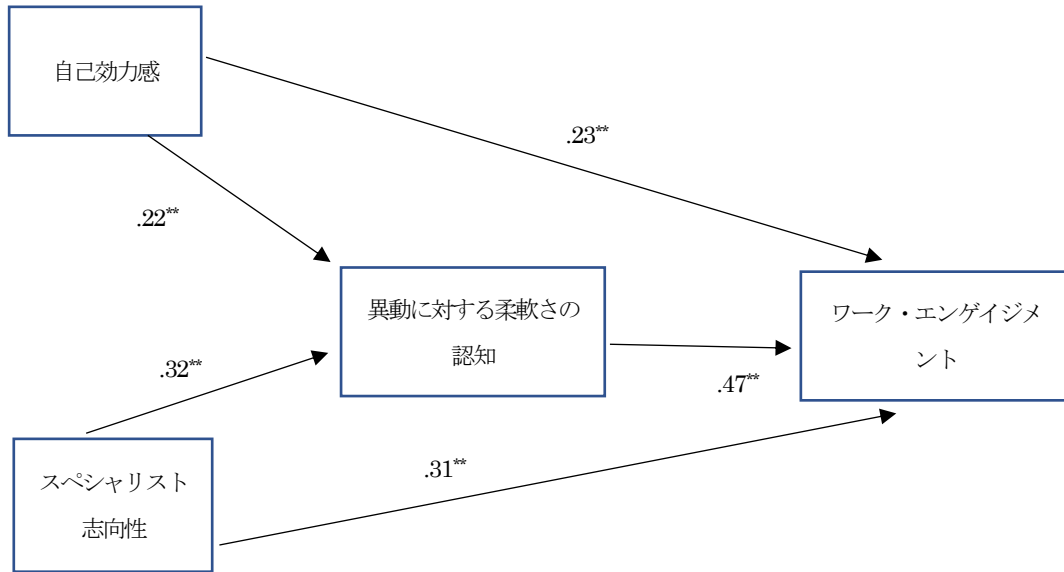 自己効力感
.23**
.22**
異動に対する柔軟さの
認知
ワーク・エンゲイジメ
ント
.32**
.47**
スペシャリスト
志向性
.31**